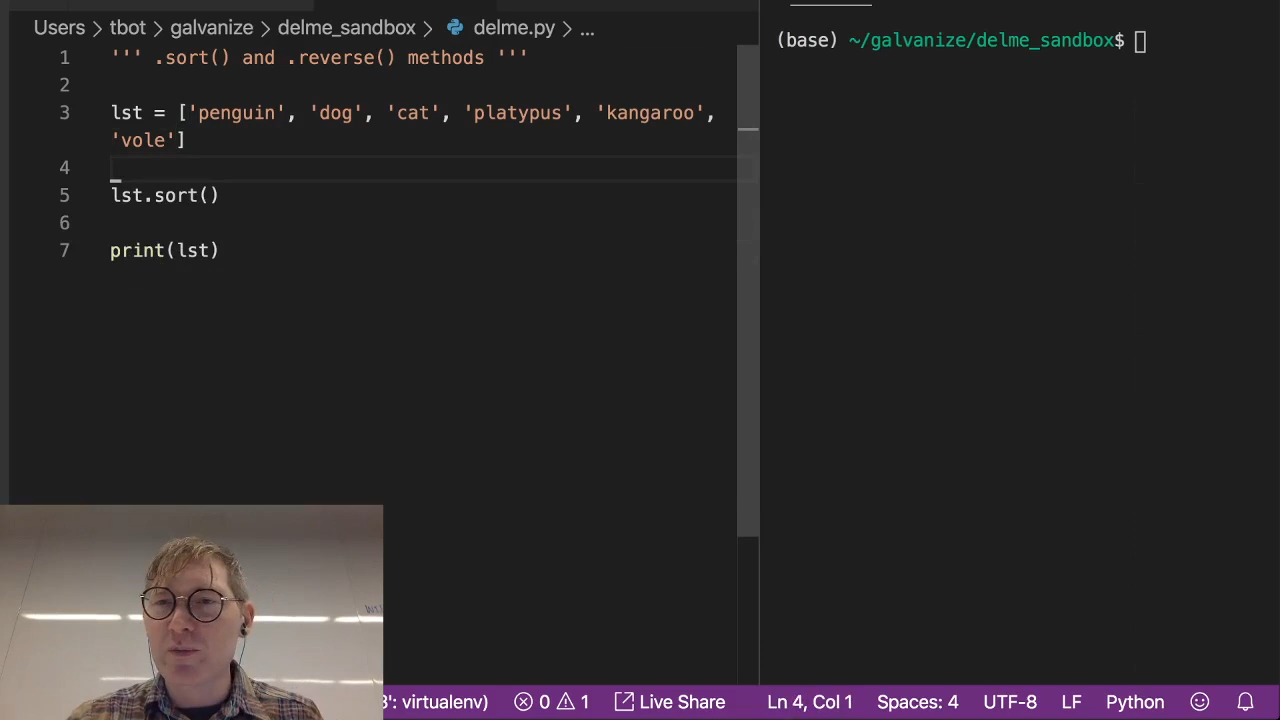 Users > tbot > galvanize > delme_sandbox > delme.py > ...
(base) ~/galvanize/delme_sandbox$
1 ''' .sort() and .reverse() methods '''
2
3 lst = ['penguin', 'dog', 'cat', 'platypus', 'kangaroo',
'vole']
4
5 lst.sort()
6
7 print(lst)
3': virtualenv) 0 1 Live Share Ln 4, Col 1 Spaces: 4 UTF-8 LF Python